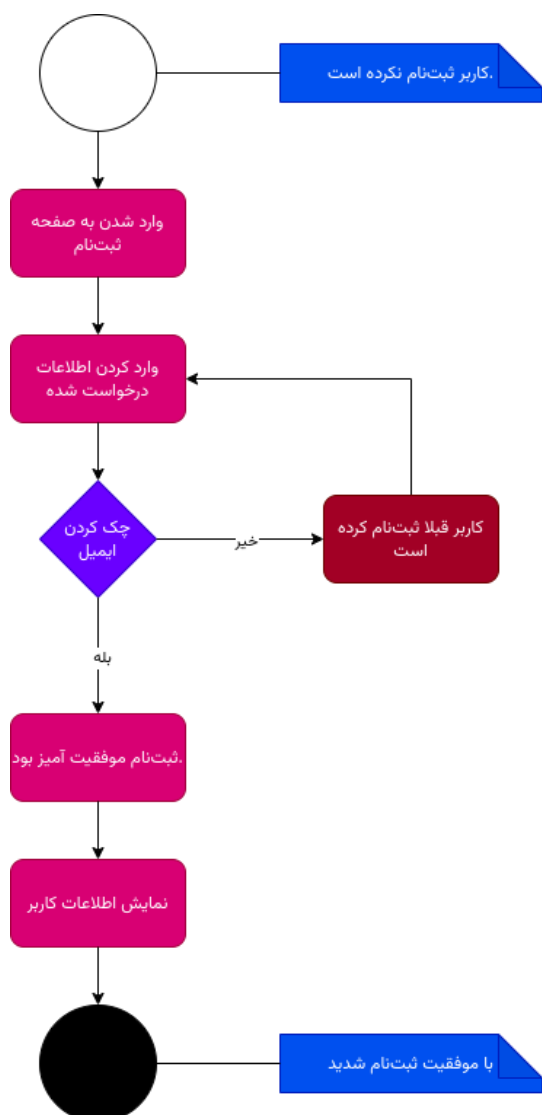 کاربر ثبت‌نام نکرده است.
وارد شدن به صفحه
ثبت‌نام
وارد کردن اطلاعات
درخواست شده
چک کردن
ایمیل
خیر
کاربر قبلا ثبت‌نام کرده
است
بله
ثبت‌نام موفقیت آمیز بود.
نمایش اطلاعات کاربر
با موفقیت ثبت‌نام شدید